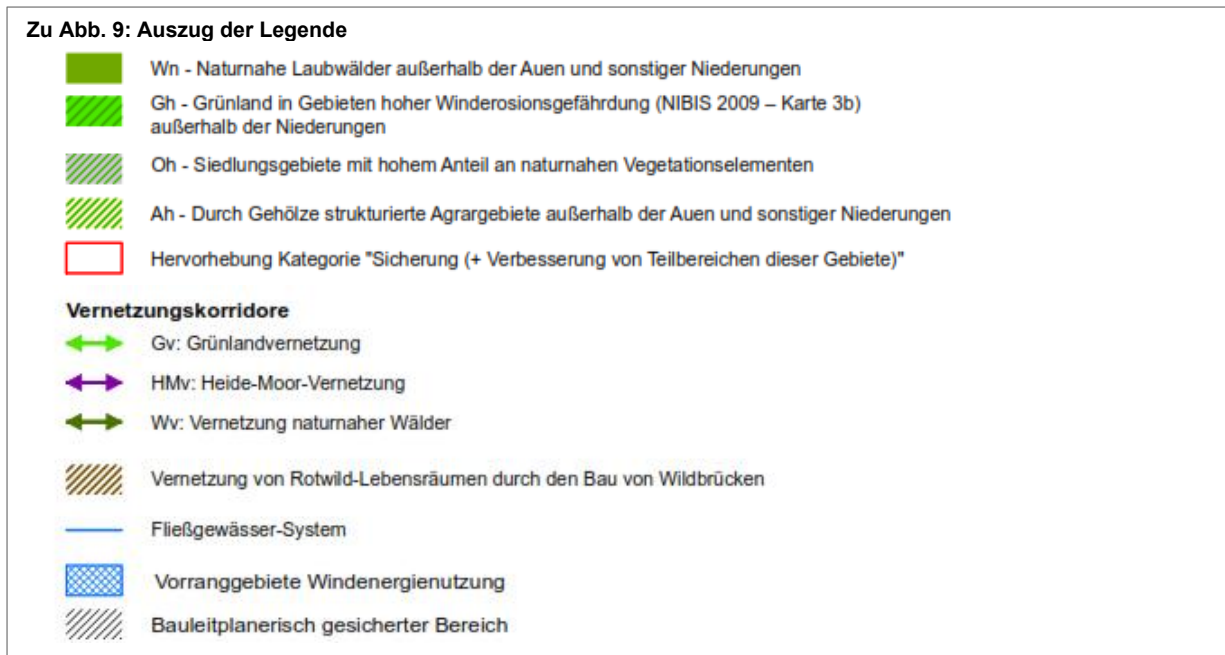 Zu Abb. 9: Auszug der Legende
Wn - Naturnahe Laubwälder außerhalb der Auen und sonstiger Niederungen
Gh - Grünland in Gebieten hoher Winderosionsgefährdung (NIBIS 2009 – Karte 3b)
außerhalb der Niederungen
Oh - Siedlungsgebiete mit hohem Anteil an naturnahen Vegetationselementen
Ah - Durch Gehölze strukturierte Agrargebiete außerhalb der Auen und sonstiger Niederungen
Hervorhebung Kategorie "Sicherung (+ Verbesserung von Teilbereichen dieser Gebiete)"
Vernetzungskorridore
Gv: Grünlandvernetzung
HMv: Heide-Moor-Vernetzung
Wv: Vernetzung naturnaher Wälder
Vernetzung von Rotwild-Lebensräumen durch den Bau von Wildbrücken
Fließgewässer-System
Vorranggebiete Windenergienutzung
Bauleitplanerisch gesicherter Bereich